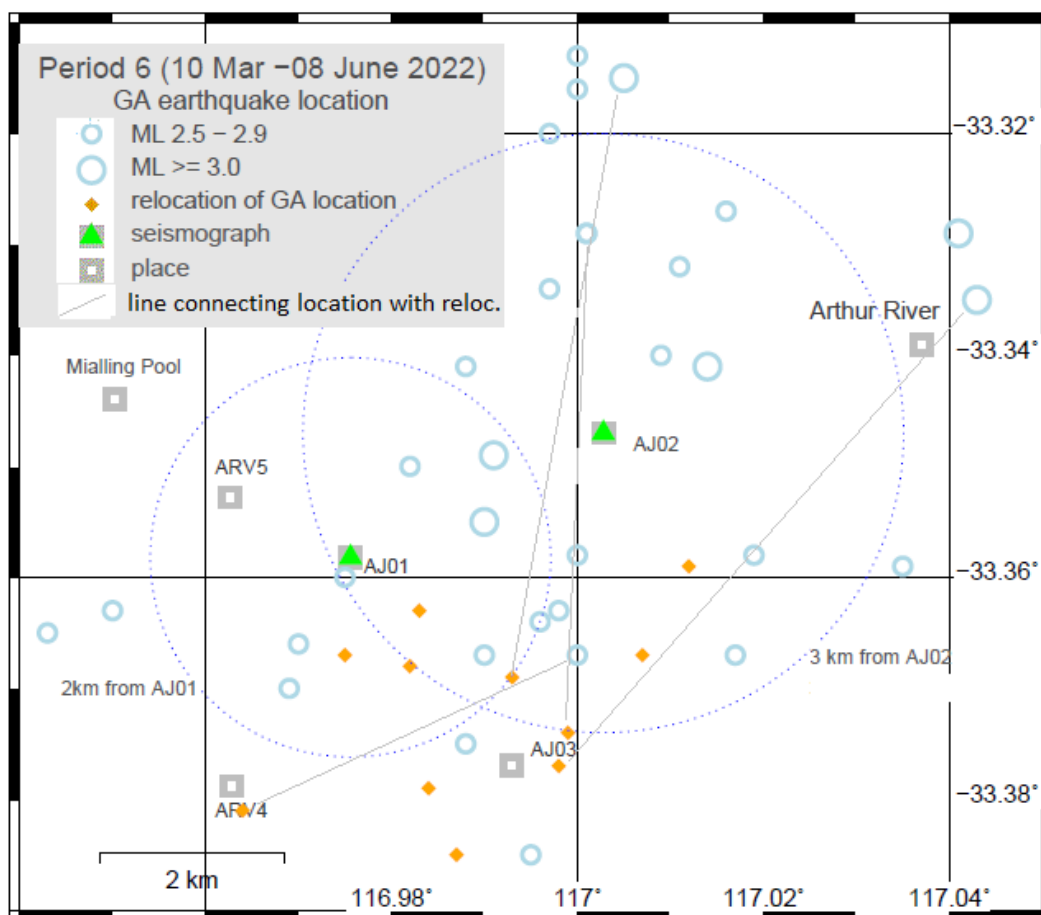 Period 6 (10 Mar −08 June 2022)
GA earthquake location
ML 2.5 − 2.9
ML >= 3.0
relocation of GA location
seismograph
place
line connecting location with reloc.
−33.32˚
Arthur River
−33.34˚
Mialling Pool
AJ02
ARV5
AJ01
−33.36˚
3 km from AJ02
2km from AJ01
AJ03
−33.38˚
ARV4
2 km
116.98˚
117˚
117.02˚
117.04˚